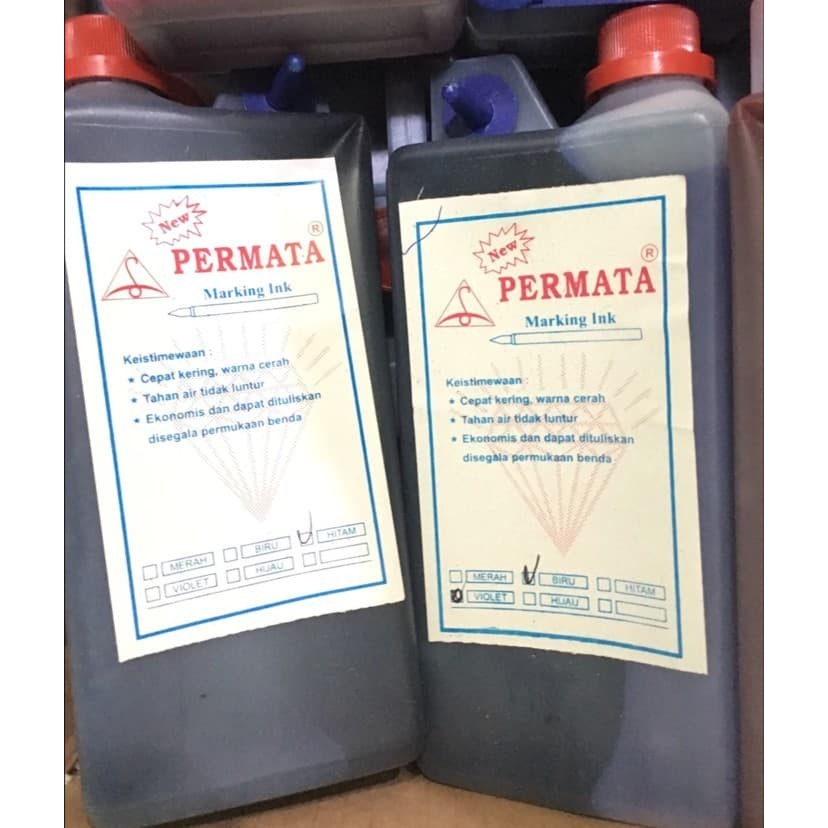 New
PERMATA ®
Marking Ink
Keistimewaan :
★ Cepat kering, warna cerah
★ Tahan air tidak luntur
★ Ekonomis dan dapat dituliskan
disegala permukaan benda
MERAH BIRU HITAM
VIOLET HIJAU
New
PERMATA ®
Marking Ink
Keistimewaan :
★ Cepat kering, warna cerah
★ Tahan air tidak luntur
★ Ekonomis dan dapat dituliskan
disegala permukaan benda
MERAH BIRU HITAM
VIOLET HIJAU